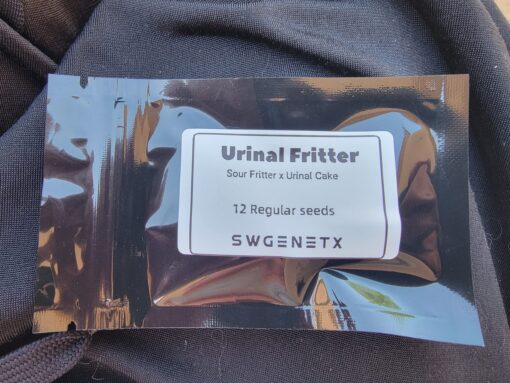 Urinal Fritter
Sour Fritter x Urinal Cake
12 Regular seeds
SWGENETX